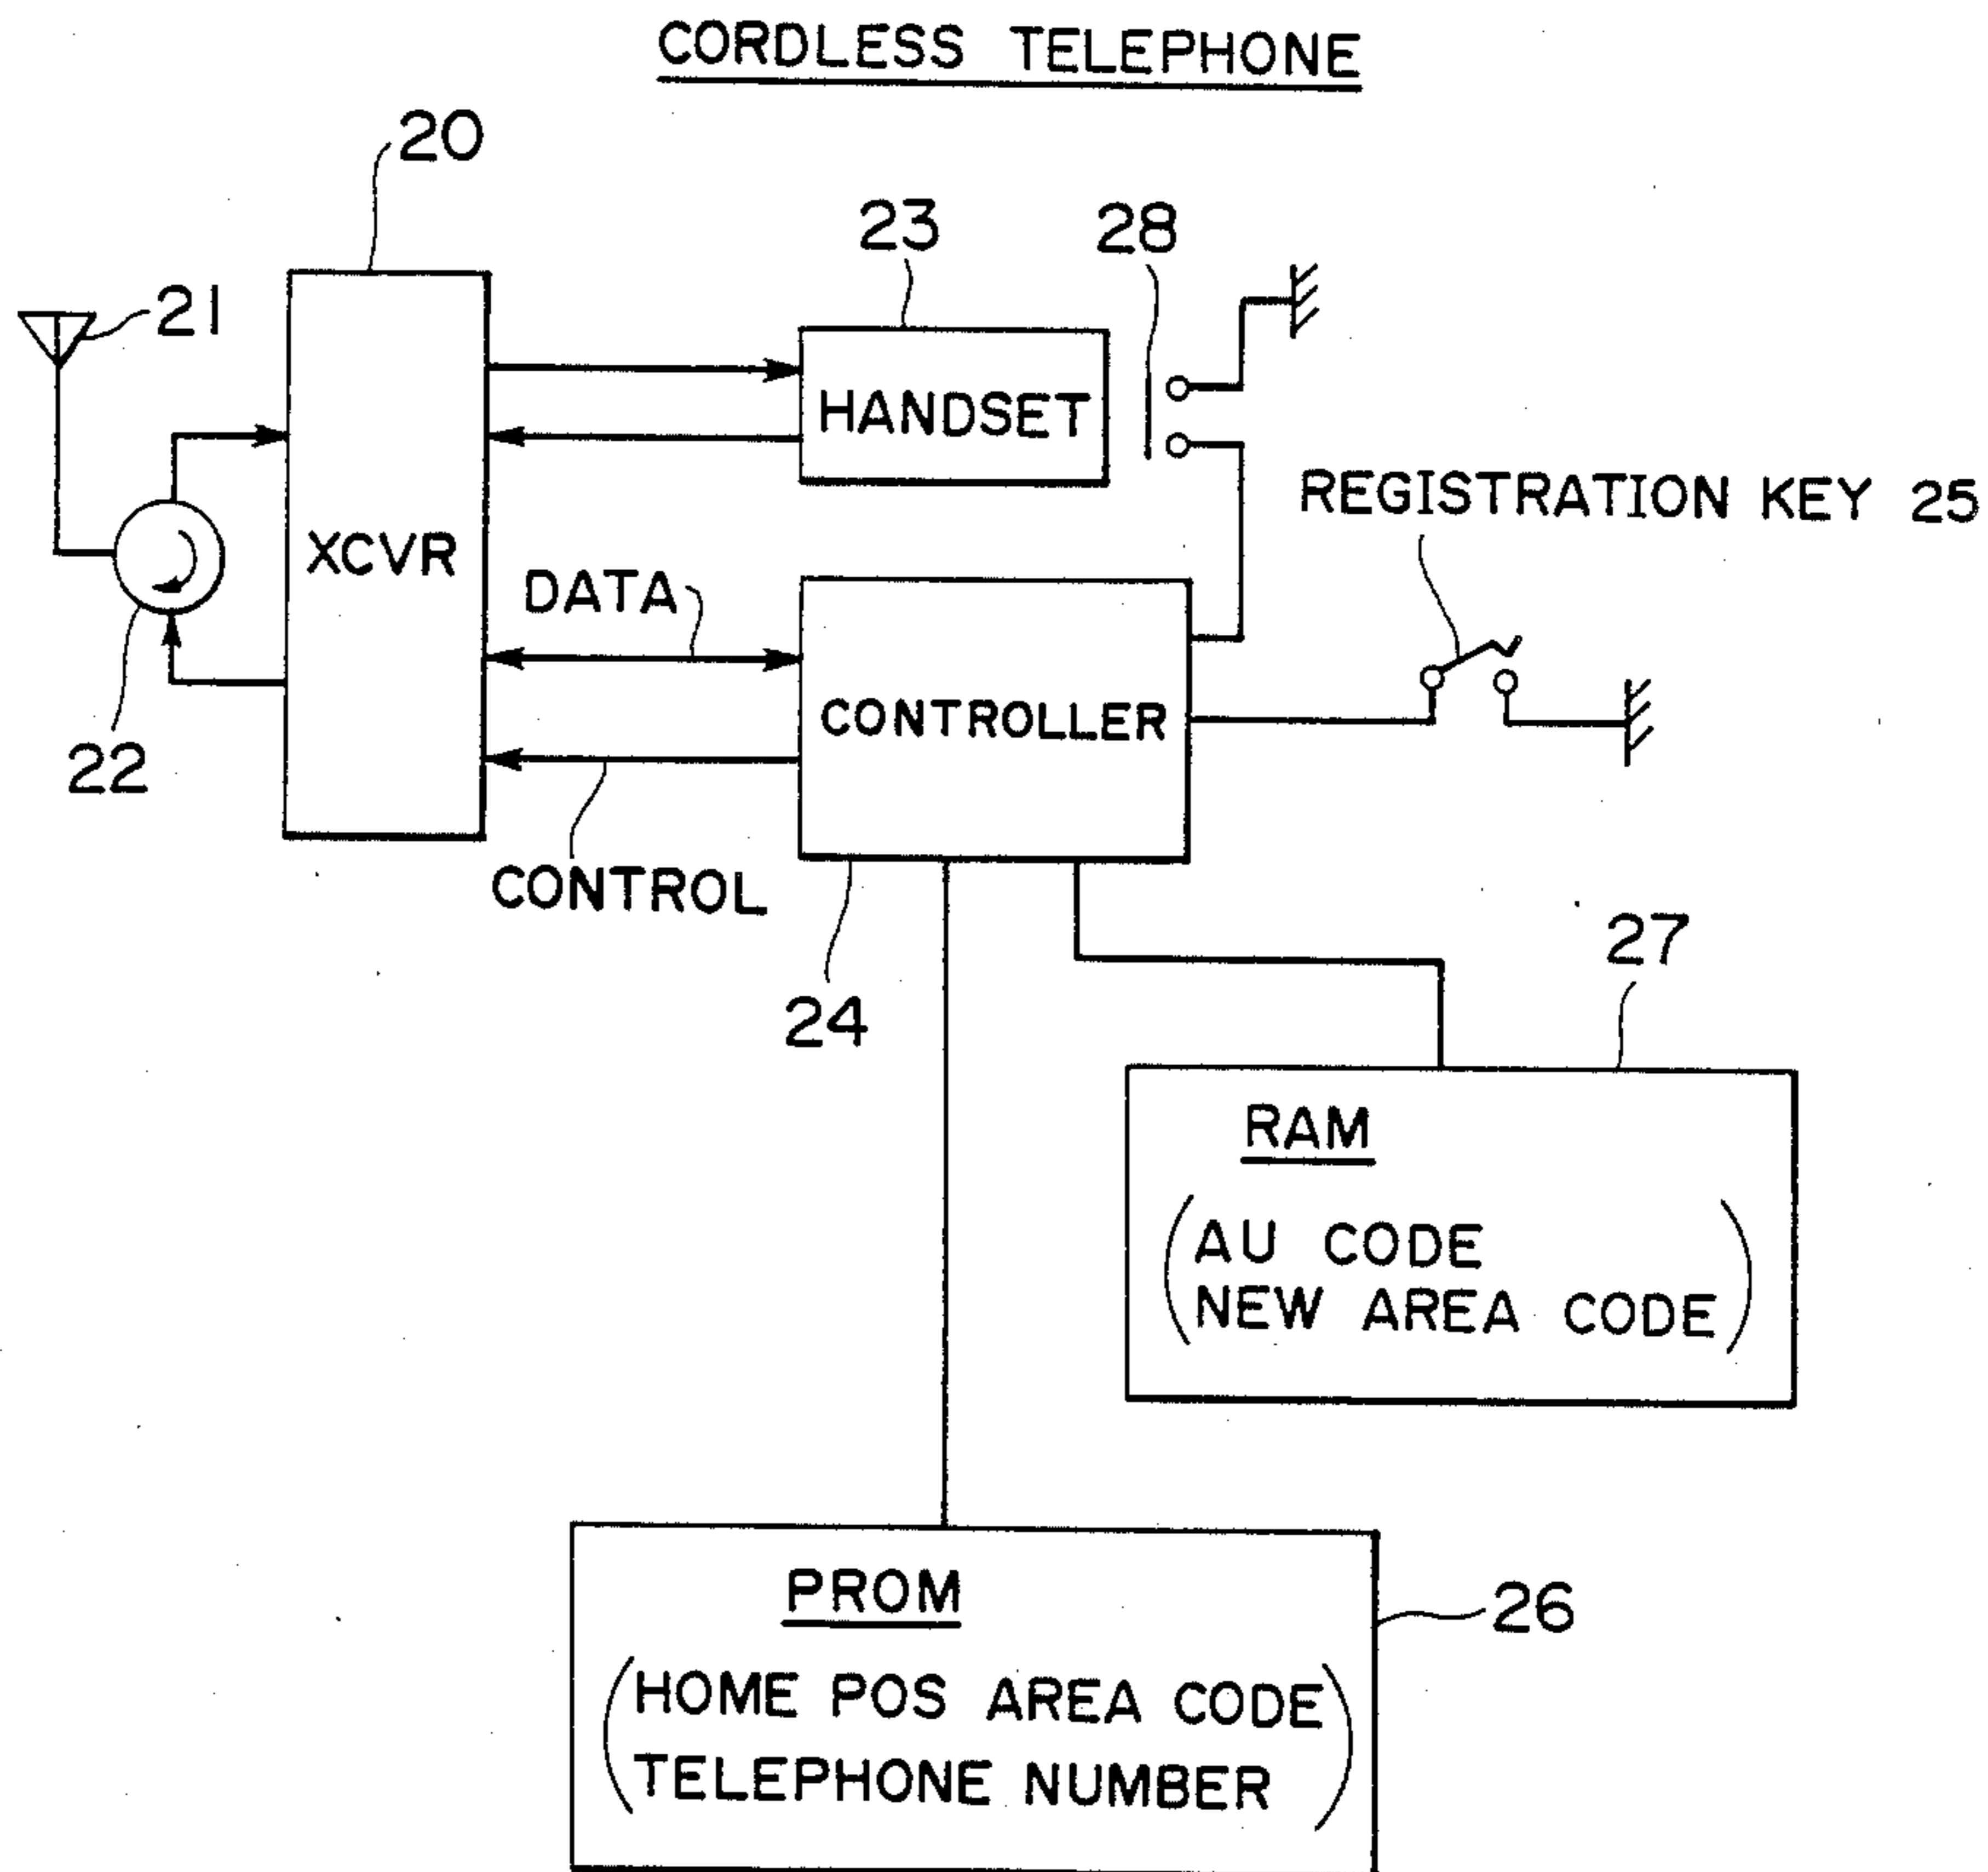 CORDLESS TELEPHONE
20
23
28
21
HANDSET
REGISTRATION KEY 25
XCVR
DATA
CONTROLLER
22
CONTROL
24
27
RAM
(AU CODE
NEW AREA CODE)
PROM
26
(HOME POS AREA CODE
TELEPHONE NUMBER)